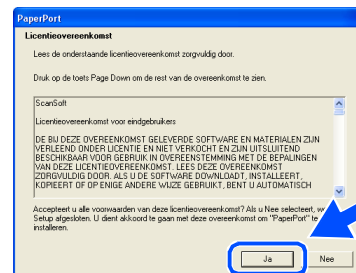 PaperPort
Licentieovereenkomst
Lees de onderstaande licentieovereenkomst zorgvuldig door.
Druk op de toets Page Down om de rest van de overeenkomst te zien.
ScanSoft
Licentieovereenkomst voor eindgebruikers
DE BIJ DEZE OVEREENKOMST GELEVERDE SOFTWARE EN MATERIALEN ZIJN
VERLEEND ONDER LICENTIE EN NIET VERKOCHT EN ZIJN UITSLUITEND
BESCHIKBAAR VOOR GEBRUIK IN OVEREENSTEMMING MET DE BEPALINGEN
VAN DEZE LICENTIEOVEREENKOMST. LEES DEZE OVEREENKOMST
ZORGVULDIG DOOR. ALS U DE SOFTWARE DOWNLOADT, INSTALLEERT,
KOPIEERT OF OP ENIGE ANDERE WIJZE GEBRUIKT, BENT U AUTOMATISCH
Accepteert u alle voorwaarden van deze licentieovereenkomst? Als u Nee selecteert,
Setup afgesloten. U dient akkoord te gaan met deze overeenkomst om "PaperPort" te
installeren.
Ja Nee